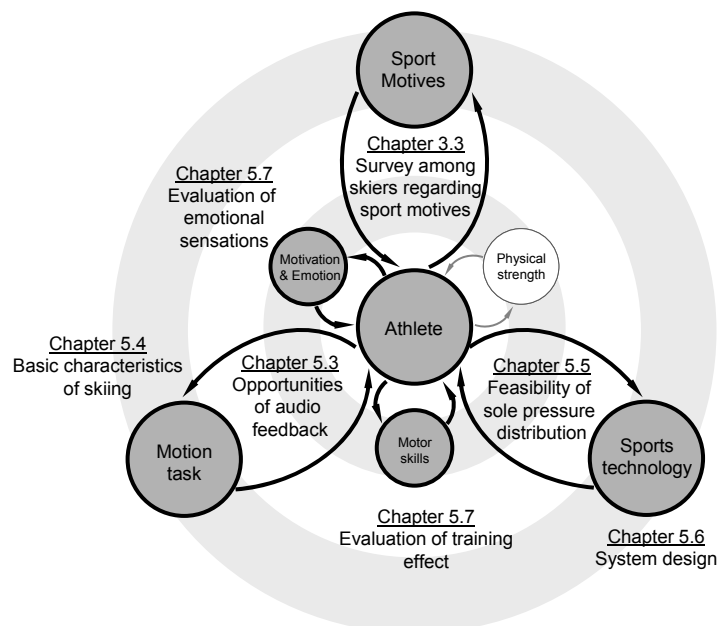 Sport
Motives
Chapter 3.3
Survey among
skiers regarding
sport motives
Chapter 5.7
Evaluation of
emotional
sensations
Motivation
& Emotion
Physical
strength
Athlete
Chapter 5.4
Basic characteristics
of skiing
Chapter 5.3
Opportunities
of audio
feedback
Chapter 5.5
Feasibility of
sole pressure
distribution
Motion
task
Motor
skills
Sports
technology
Chapter 5.7
Evaluation of training
effect
Chapter 5.6
System design